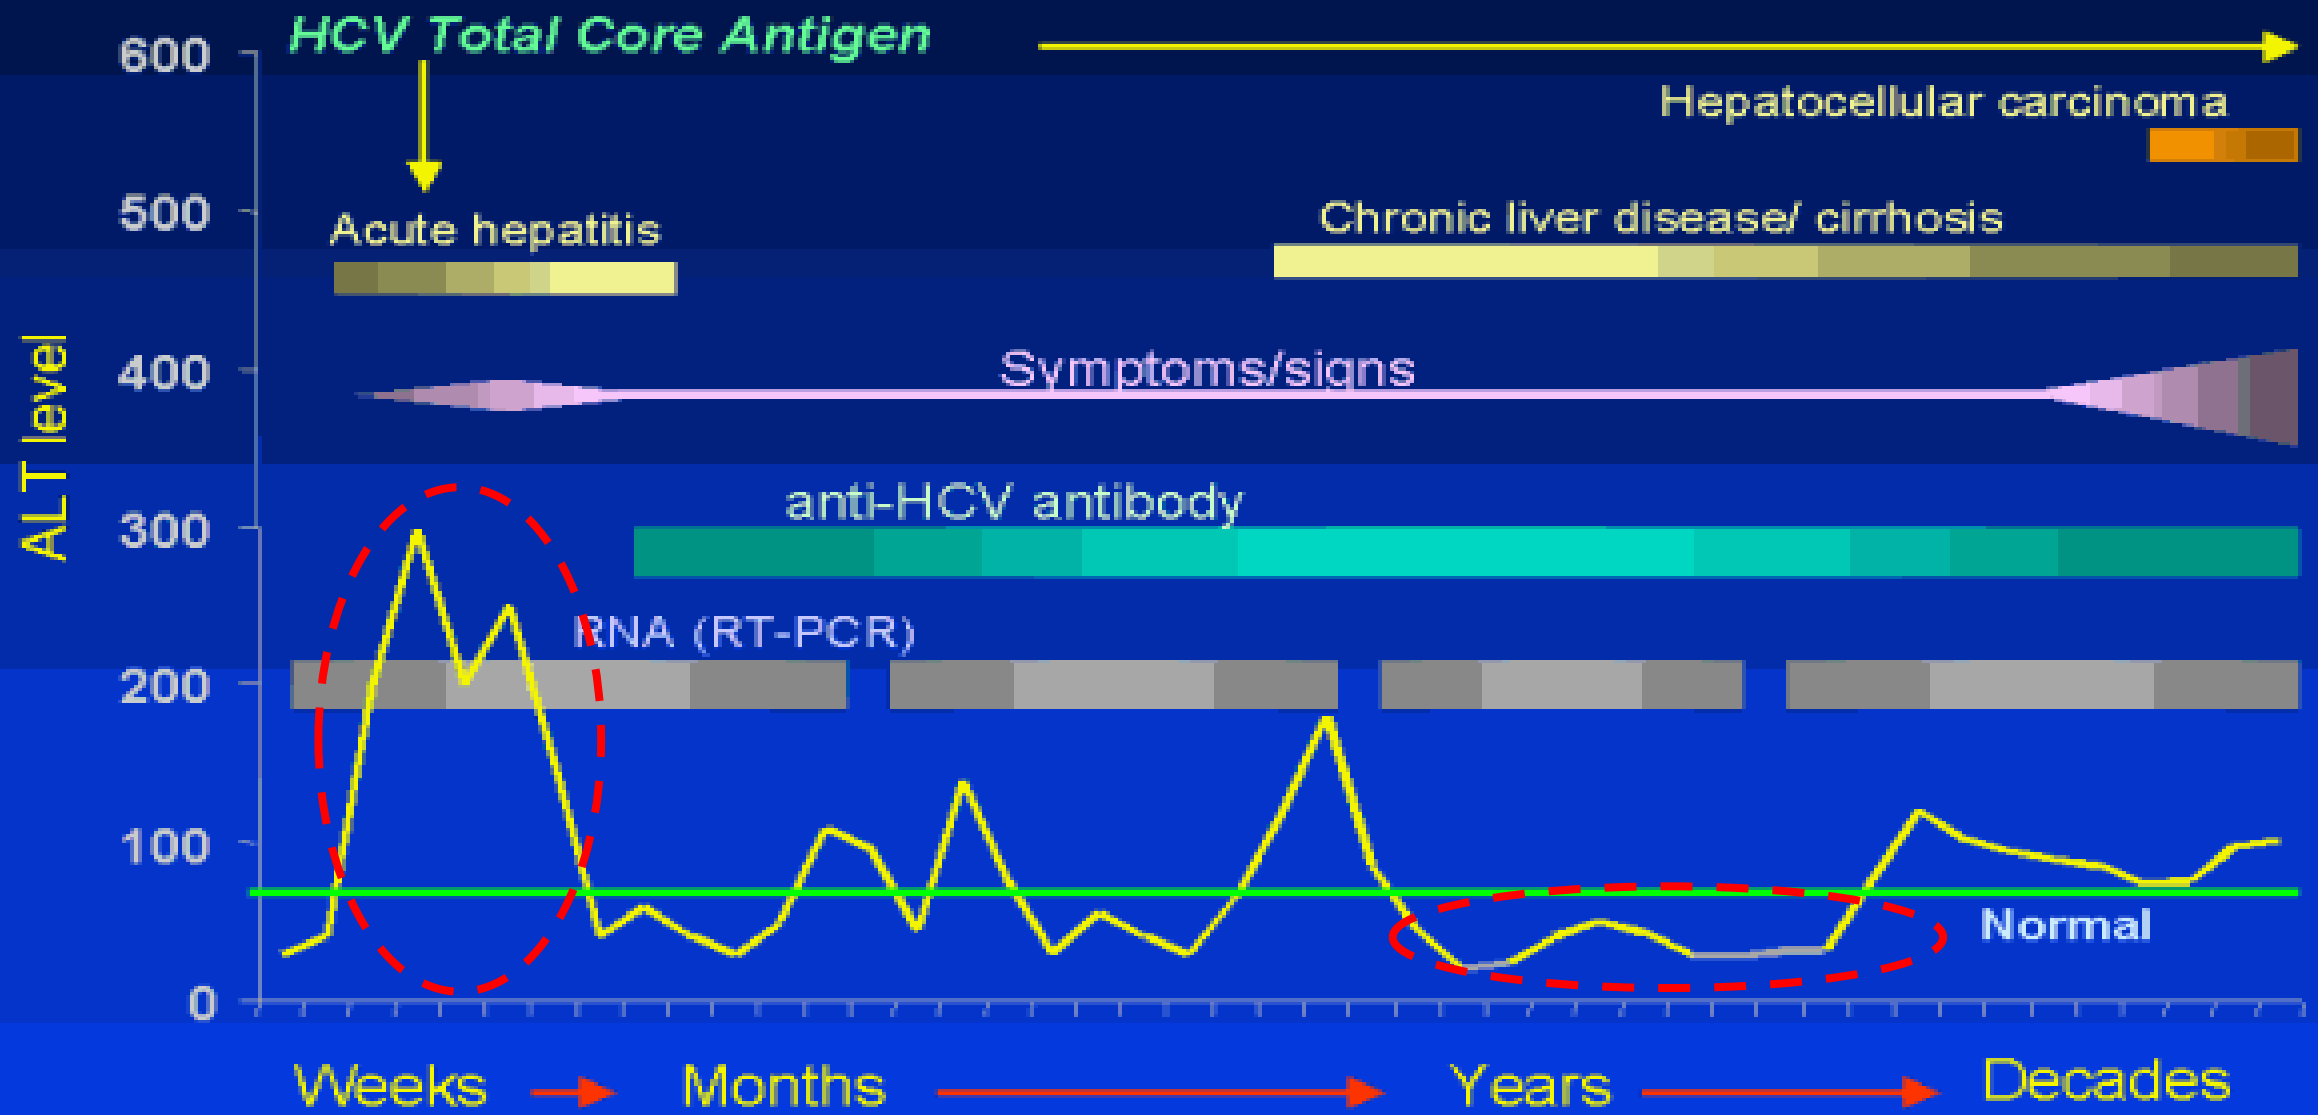 HCV Total Core Antigen
600
Hepatocellular carcinoma
500
Acute hepatitis
Chronic liver disease/ cirrhosis
ALT level
400
Symptoms/signs
300
anti-HCV antibody
RNA (RT-PCR)
200
100
Normal
0
Weeks
Months
Years
Decades